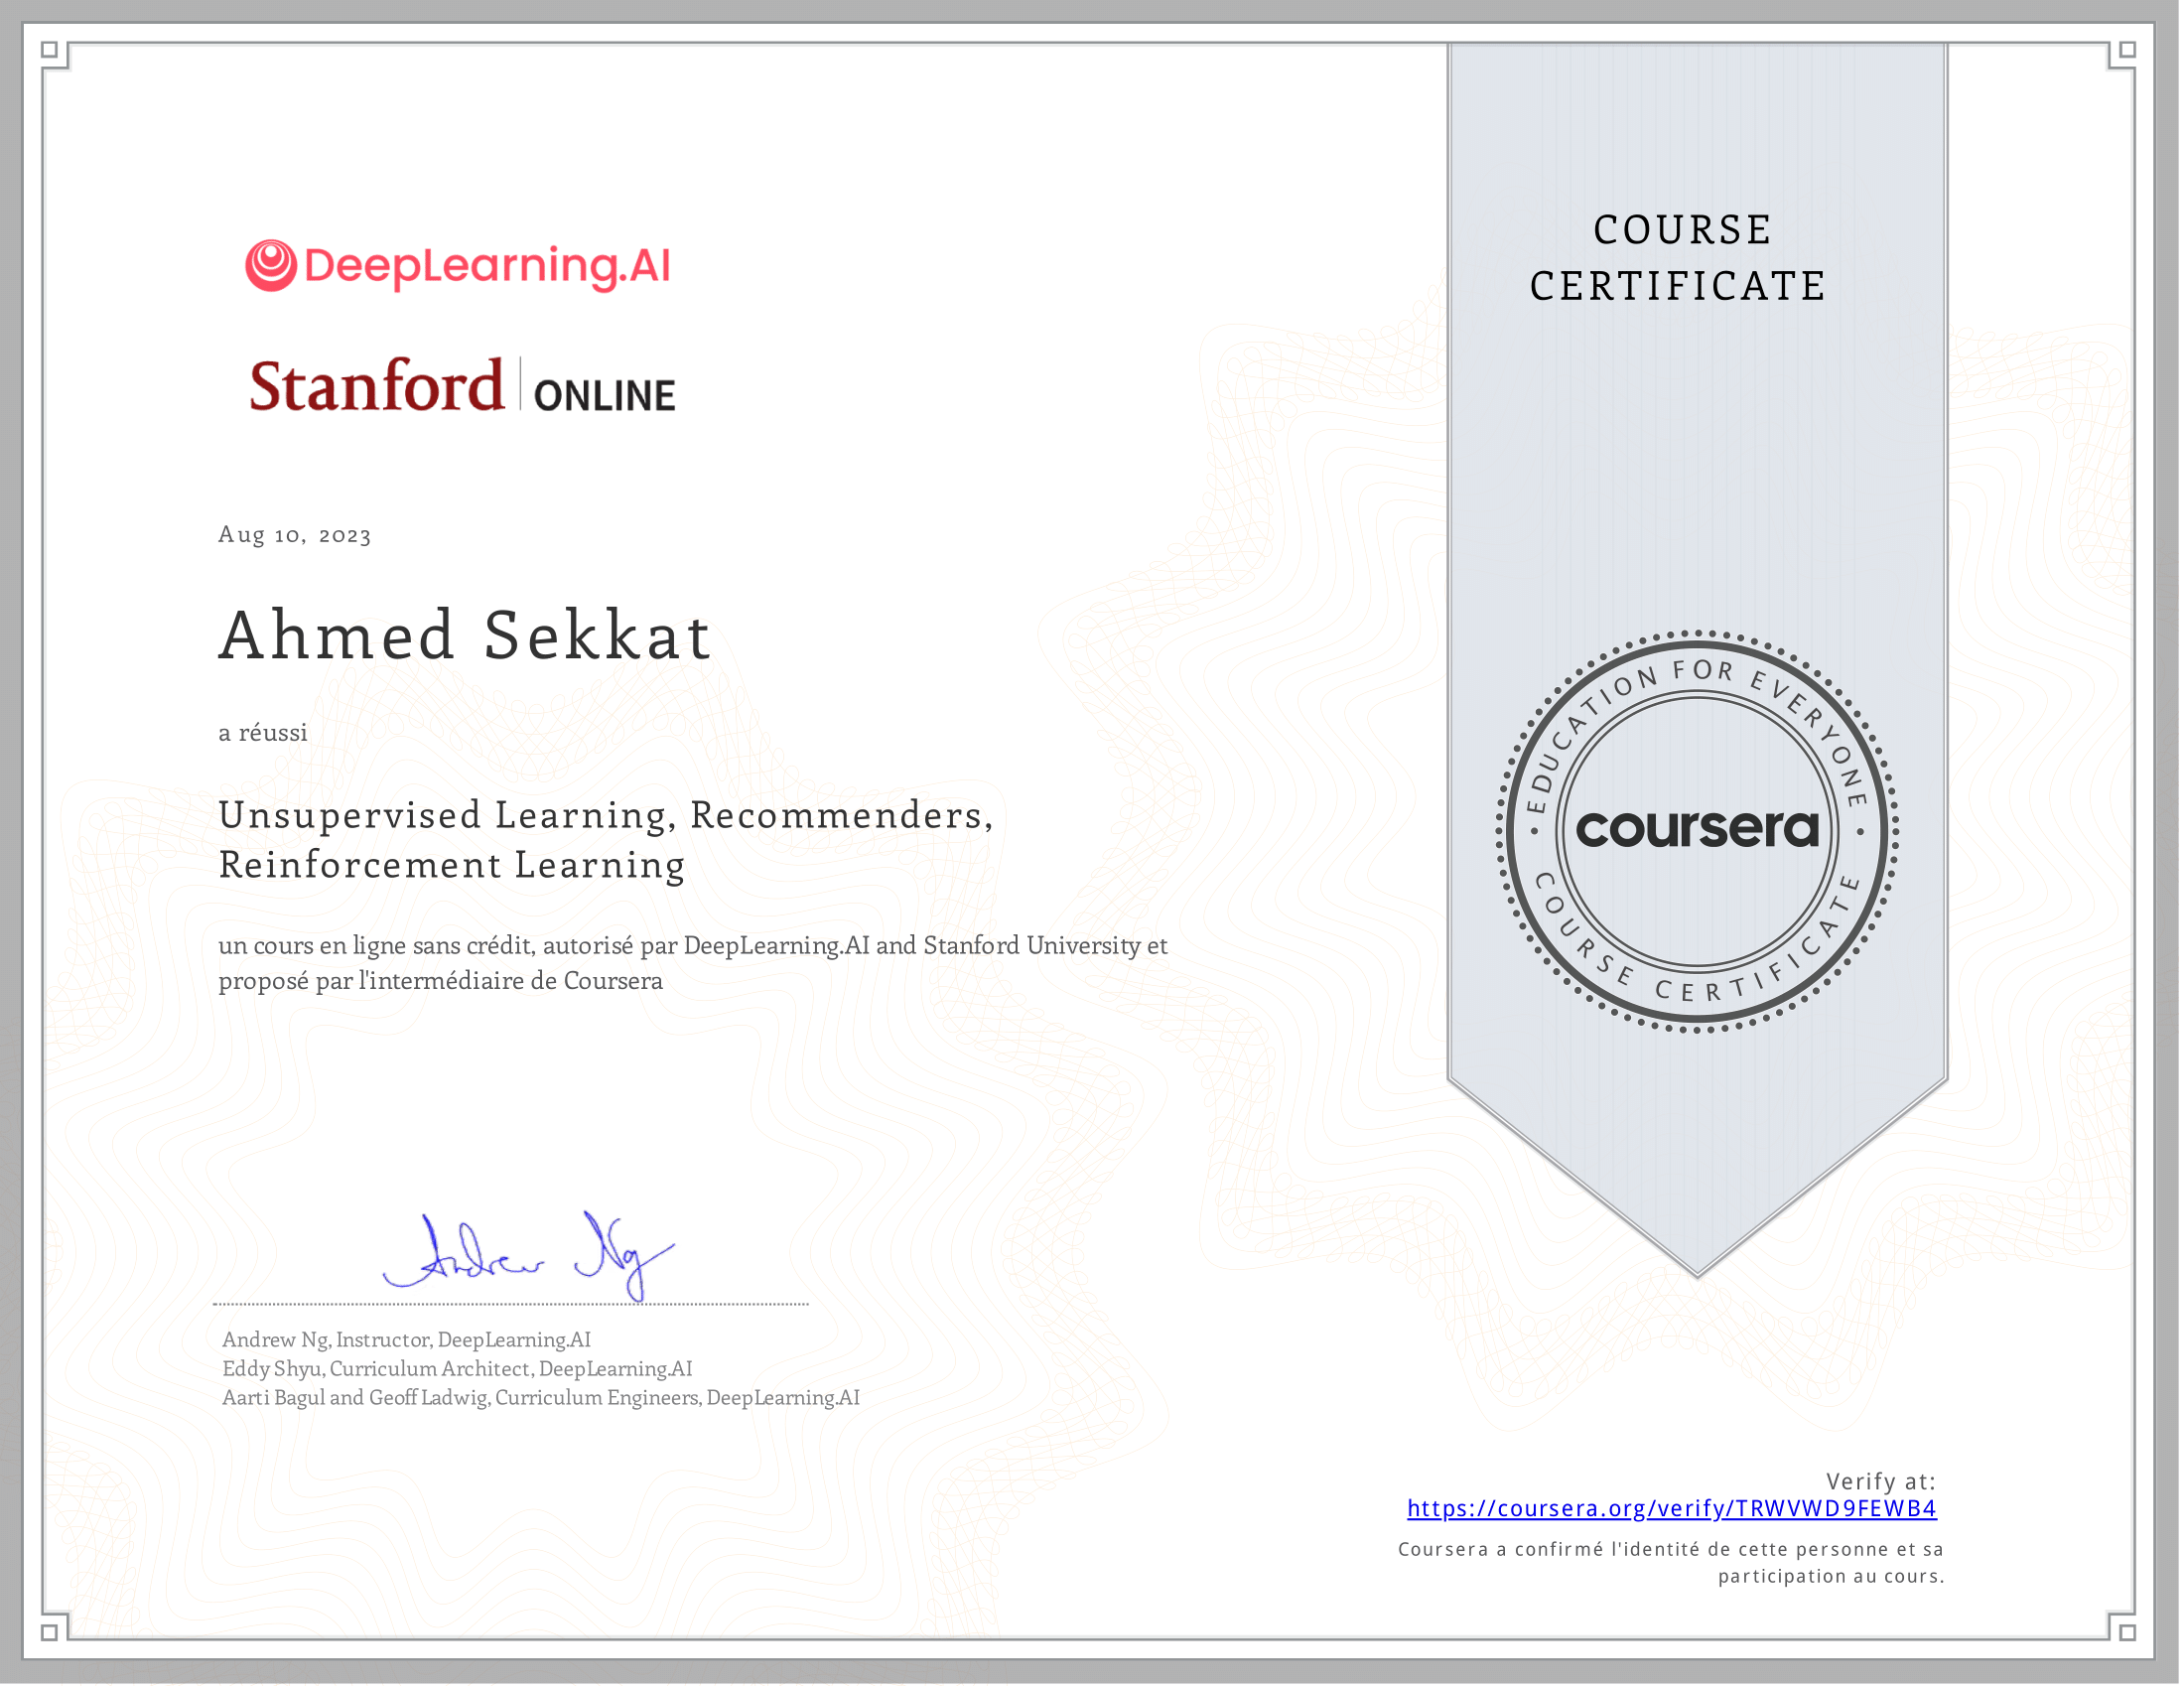 DeepLearning.AI
Stanford ONLINE
Aug 10, 2023
Ahmed Sekkat
a réussi
Unsupervised Learning, Recommenders,
Reinforcement Learning
un cours en ligne sans crédit, autorisé par DeepLearning.AI and Stanford University et
proposé par l'intermédiaire de Coursera
Andrew Ng
Andrew Ng, Instructor, DeepLearning.AI
Eddy Shyu, Curriculum Architect, DeepLearning.AI
Aarti Bagul and Geoff Ladwig, Curriculum Engineers, DeepLearning.AI
COURSE
CERTIFICATE
EDUCATION FOR EVERYONE
coursera
COURSE CERTIFICATE
Verify at:
https://coursera.org/verify/TRWVWD9FEWB4
Coursera a confirmé l'identité de cette personne et sa
participation au cours.